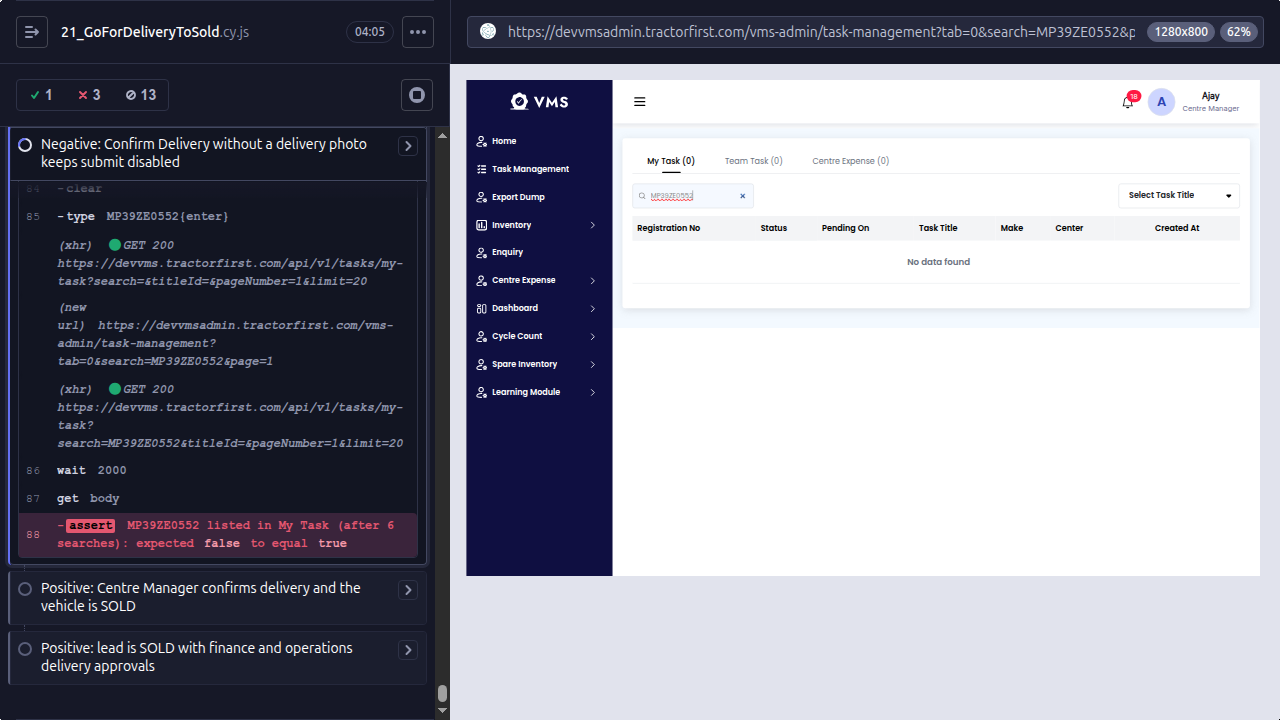 21_GoForDeliveryToSold.cy.js
04:05
1
3
13
Negative: Confirm Delivery without a delivery photo
keeps submit disabled
84 -clear
85 -type MP39ZE0552{enter}
(xhr) GET 200
https://devvms.tractorfirst.com/api/v1/tasks/my-
task?search=&titleId=&pageNumber=1&limit=20
(new
url) https://devvmsadmin.tractorfirst.com/vms-
admin/task-management?
tab=0&search=MP39ZE0552&page=1
(xhr) GET 200
https://devvms.tractorfirst.com/api/v1/tasks/my-
task?
search=MP39ZE0552&titleId=&pageNumber=1&limit=20
86 wait 2000
87 get body
88 -assert MP39ZE0552 listed in My Task (after 6
searches): expected false to equal true
Positive: Centre Manager confirms delivery and the
vehicle is SOLD
Positive: lead is SOLD with finance and operations
delivery approvals
https://devvmsadmin.tractorfirst.com/vms-admin/task-management?tab=0&search=MP39ZE0552&p
1280x800
62%
VMS
Home
Task Management
Export Dump
Inventory
Enquiry
Centre Expense
Dashboard
Cycle Count
Spare Inventory
Learning Module
18
A
Ajay
Centre Manager
My Task (0) Team Task (0) Centre Expense (0)
MP39ZE0552
Select Task Title
Registration No Status Pending On Task Title Make Center Created At
No data found